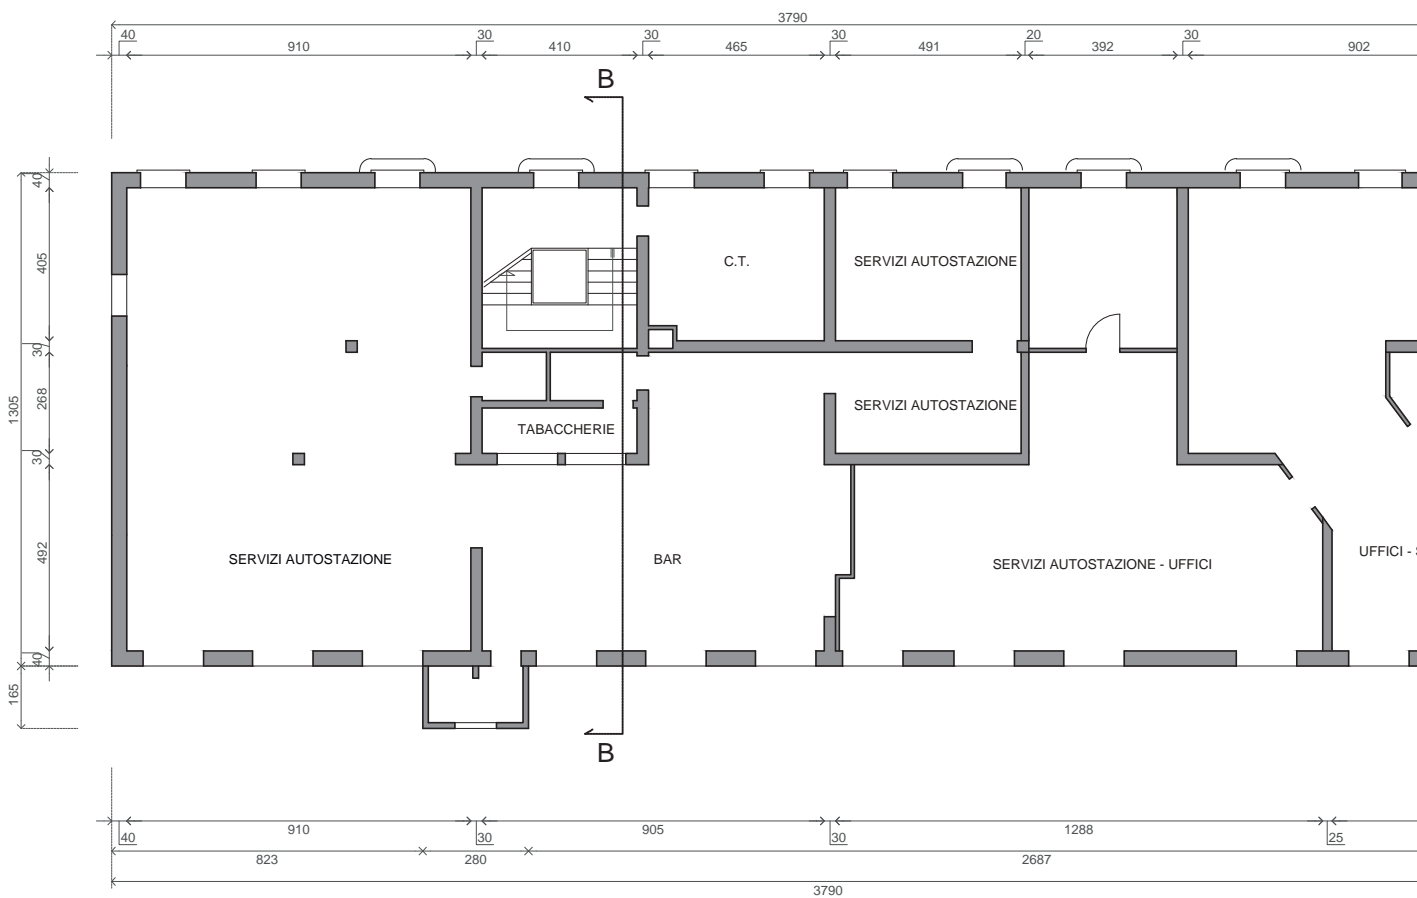 3790
40 30 30 30 20 30
910 410 465 491 392 902
B
40
405
30
268
1305
30
492
40
165
C.T.
SERVIZI AUTOSTAZIONE
SERVIZI AUTOSTAZIONE
TABACCHERIE
SERVIZI AUTOSTAZIONE
BAR
SERVIZI AUTOSTAZIONE - UFFICI
UFFICI - S
B
910 905 1288
40 30 30 25
823 280 2687
3790